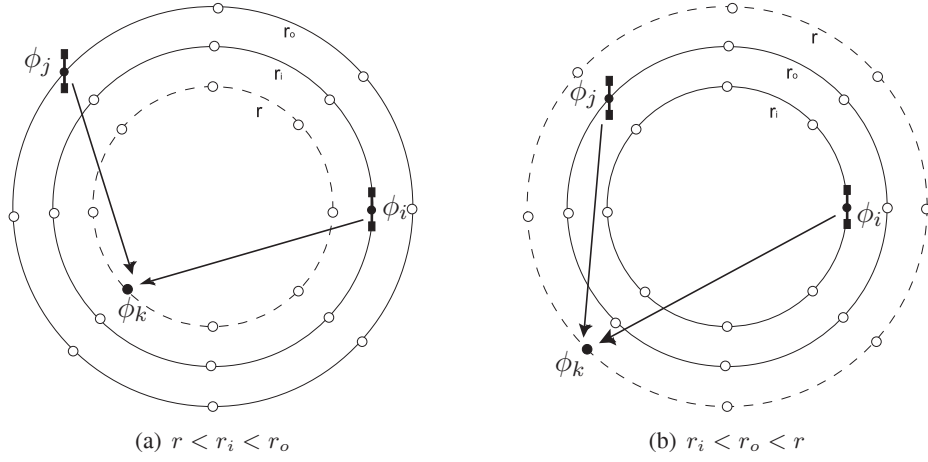 rₒ
rᵢ
r
ϕⱼ
ϕᵢ
ϕₖ
(a) r < rᵢ < rₒ
r
rₒ
rᵢ
ϕⱼ
ϕᵢ
ϕₖ
(b) rᵢ < rₒ < r